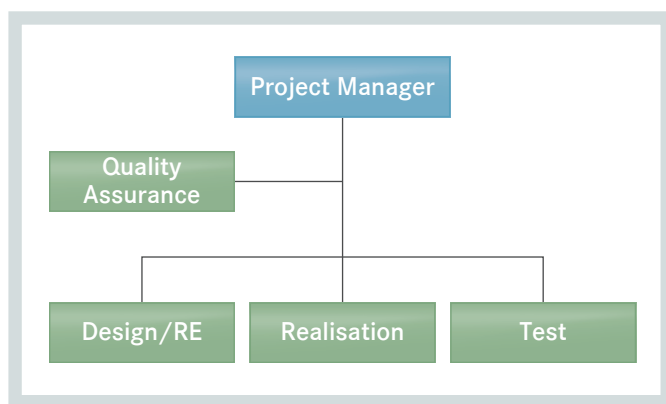 Project Manager
Quality
Assurance
Design/RE
Realisation
Test